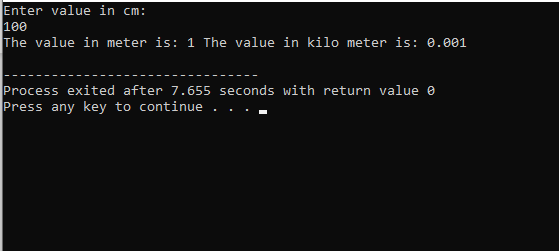 Enter value in cm:
100
The value in meter is: 1 The value in kilo meter is: 0.001
--------------------------------
Process exited after 7.655 seconds with return value 0
Press any key to continue . . .